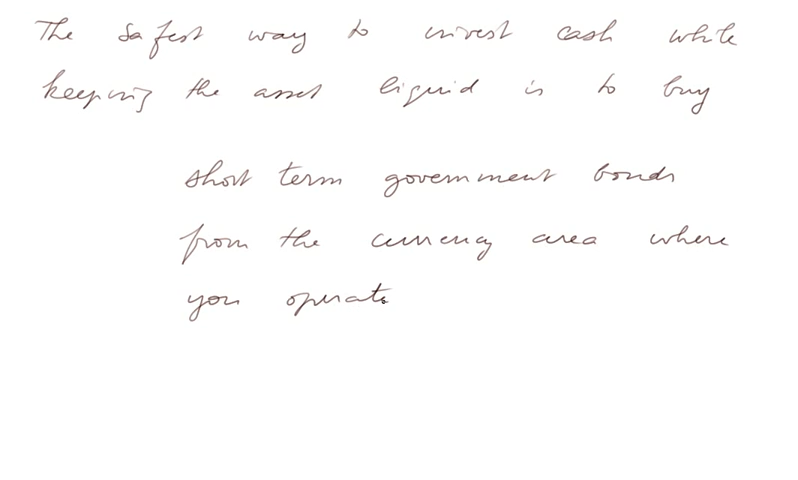 The safest way to invest cash while
keeping the asset liquid is to buy
short term government bonds
from the currency area where
you operate